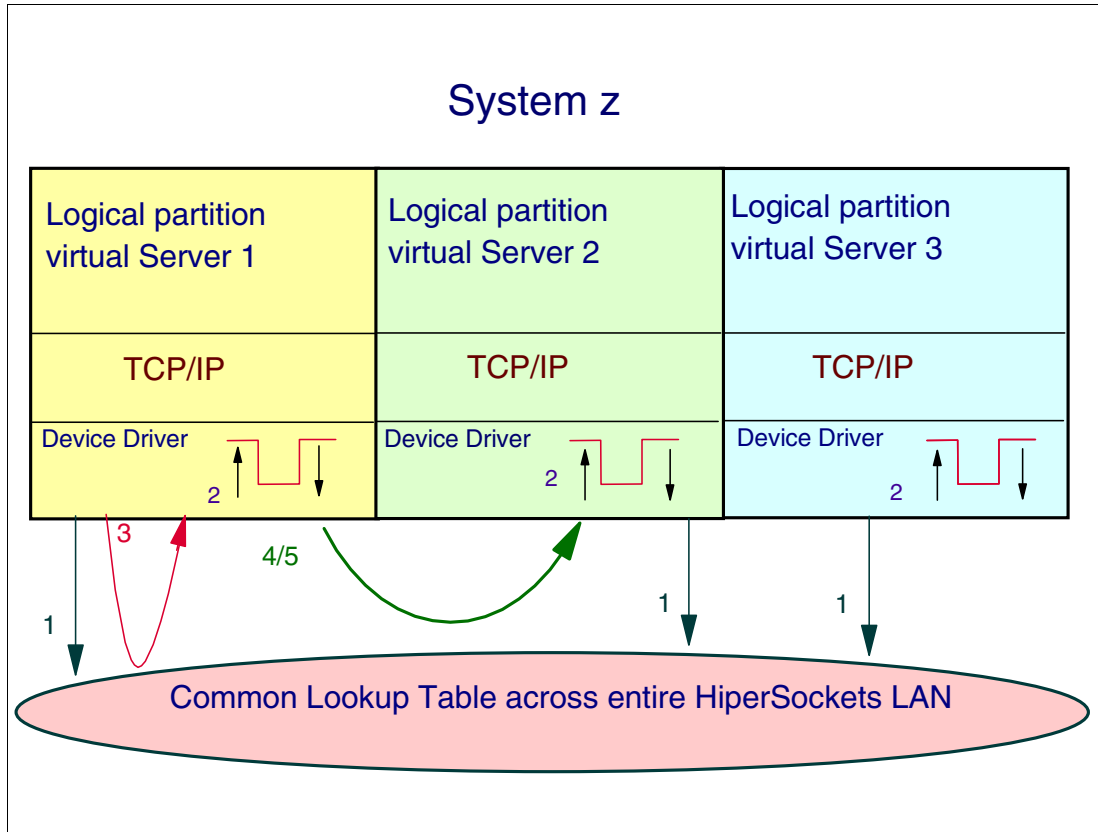 System z
Logical partition
virtual Server 1
Logical partition
virtual Server 2
Logical partition
virtual Server 3
TCP/IP
TCP/IP
TCP/IP
Device Driver
2
Device Driver
2
Device Driver
2
3
4/5
1
1
1
Common Lookup Table across entire HiperSockets LAN